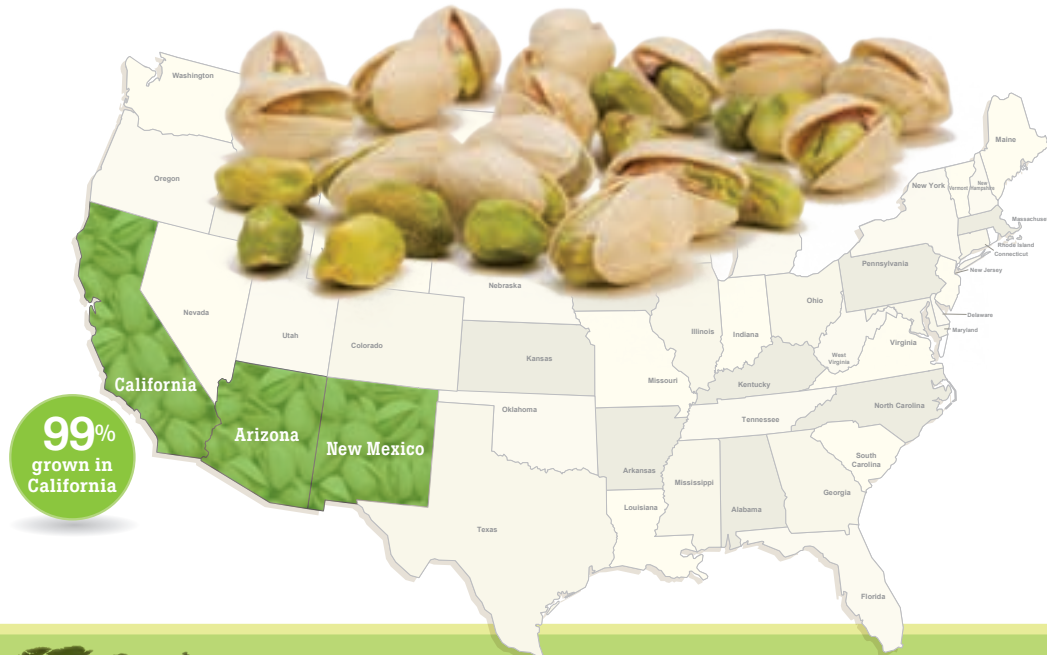 Washington
Oregon
Maine
New York
Vermont
New
Hampshire
Rhode Island
Connecticut
New Jersey
Pennsylvania
Nebraska
Nevada
Utah
Colorado
Kansas
Missouri
Illinois
Indiana
Ohio
Delaware
Maryland
West
Virginia
Virginia
Kentucky
California
Arizona
New Mexico
Oklahoma
Tennessee
North Carolina
South
Carolina
Arkansas
Mississippi
Alabama
Georgia
Louisiana
Texas
Florida
99%
grown in
California